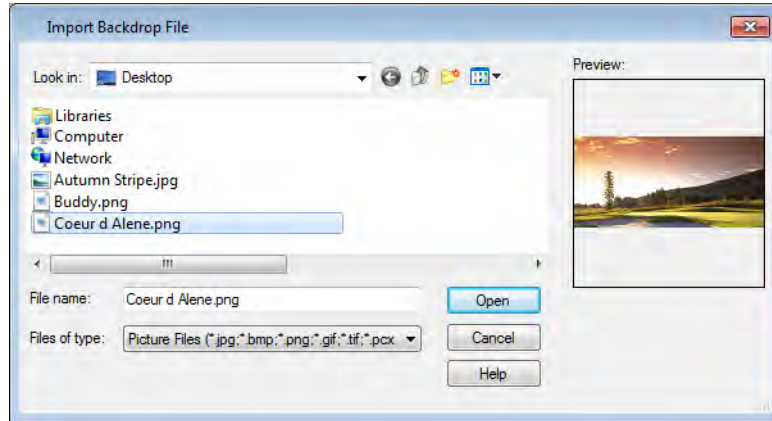 Import Backdrop File
Look in: Desktop
Preview:
Libraries
Computer
Network
Autumn Stripe.jpg
Buddy.png
Coeur d Alene.png
File name: Coeur d Alene.png Open
Files of type: Picture Files (*.jpg;*.bmp;*.png;*.gif;*.tif;*.pcx Cancel
Help